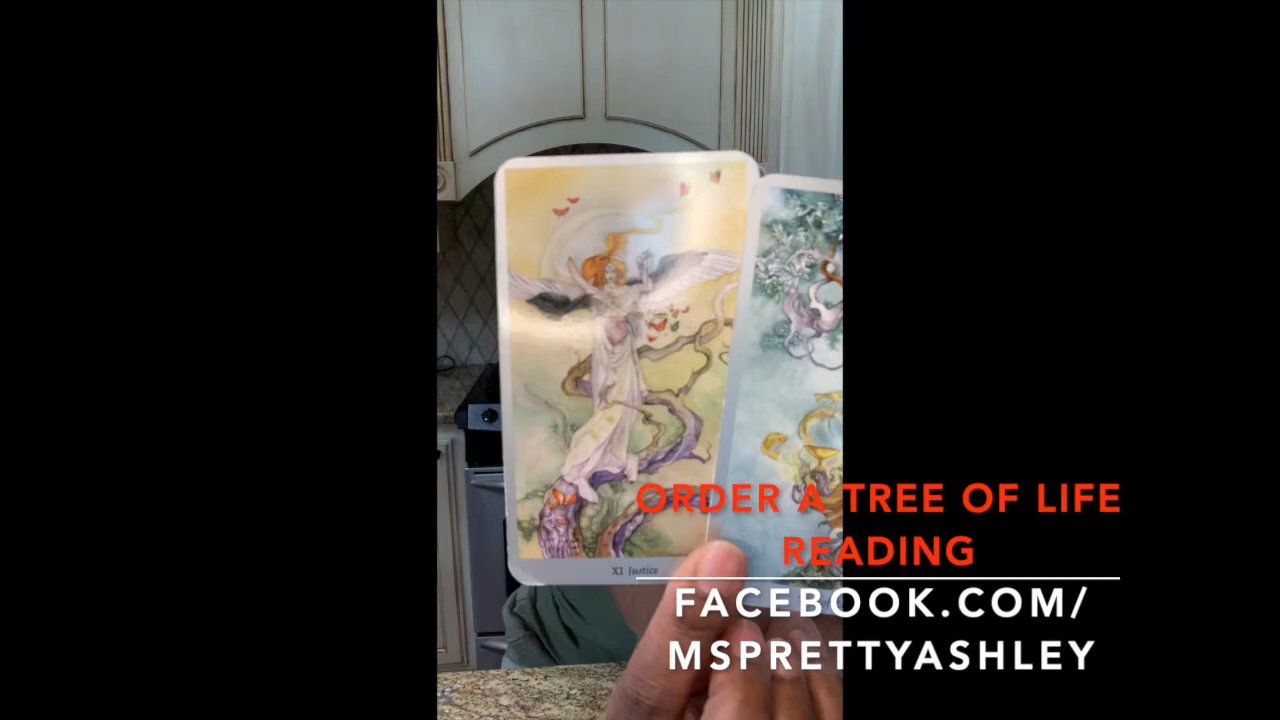 XI Justice
ORDER A TREE OF LIFE
READING
FACEBOOK.COM/
MSPRETTYASHLEY